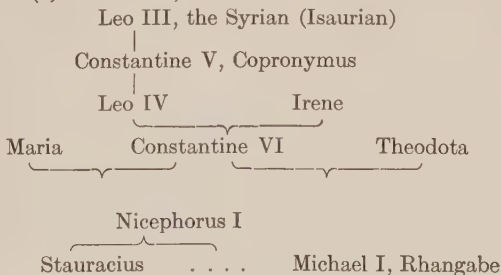 Leo III, the Syrian (Isaurian)
Constantine V, Copronymus
Leo IV Irene
Maria Constantine VI Theodota
Nicephorus I
Stauracius .... Michael I, Rhangabe